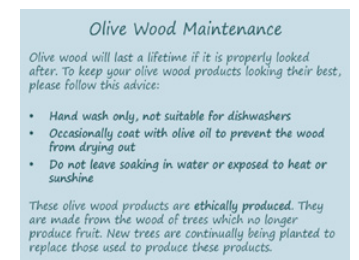 Olive Wood Maintenance
Olive wood will last a lifetime if it is properly looked
after. To keep your olive wood products looking their best,
please follow this advice:
• Hand wash only, not suitable for dishwashers
• Occasionally coat with olive oil to prevent the wood
from drying out
• Do not leave soaking in water or exposed to heat or
sunshine
These olive wood products are ethically produced. They
are made from the wood of trees which no longer
produce fruit. New trees are continually being planted to
replace those used to produce these products.